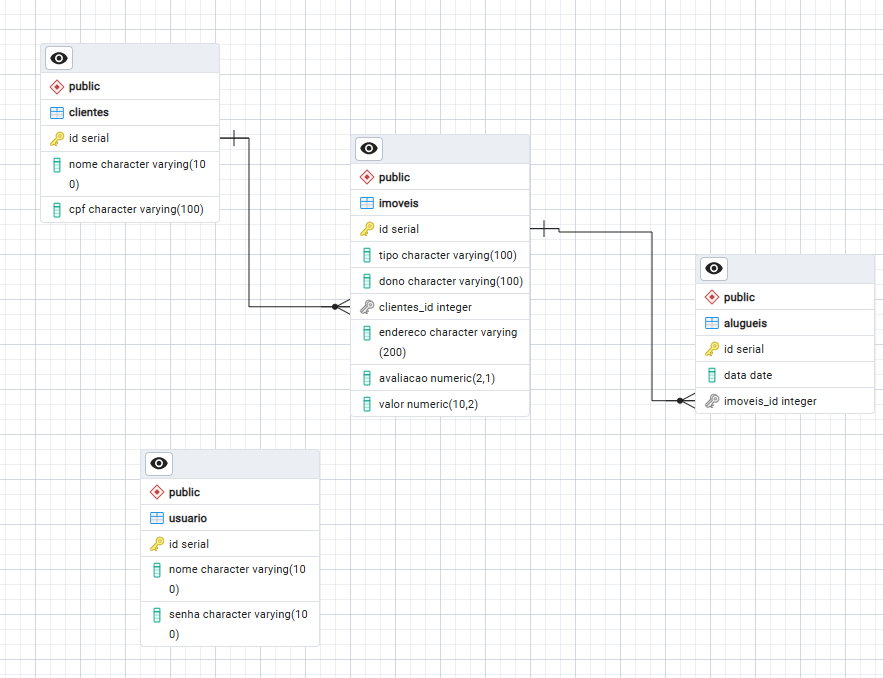 public
clientes
id serial
nome character varying(10
0)
cpf character varying(100)
public
imoveis
id serial
tipo character varying(100)
dono character varying(100)
clientes_id integer
endereco character varying
(200)
avaliacao numeric(2,1)
valor numeric(10,2)
public
alugueis
id serial
data date
imoveis_id integer
public
usuario
id serial
nome character varying(10
0)
senha character varying(10
0)